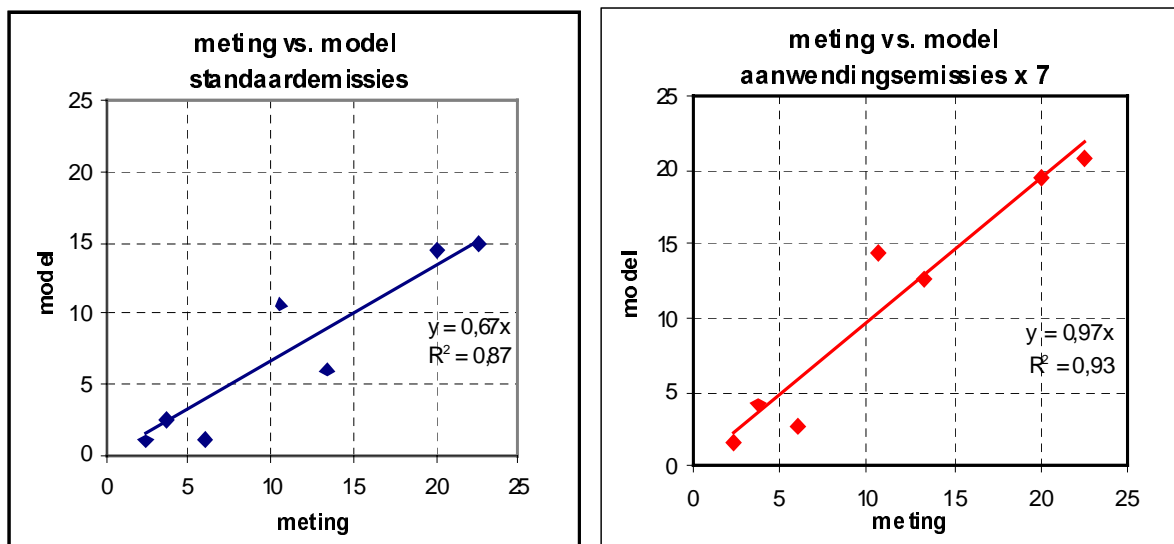 meting vs. model
standaardemissies
25
20
15
10
5
0
model
y = 0,67x
R² = 0,87
0 5 10 15 20 25
meting
meting vs. model
aanwendingsemissies x 7
25
20
15
10
5
0
model
y = 0,97x
R² = 0,93
0 5 10 15 20 25
meting